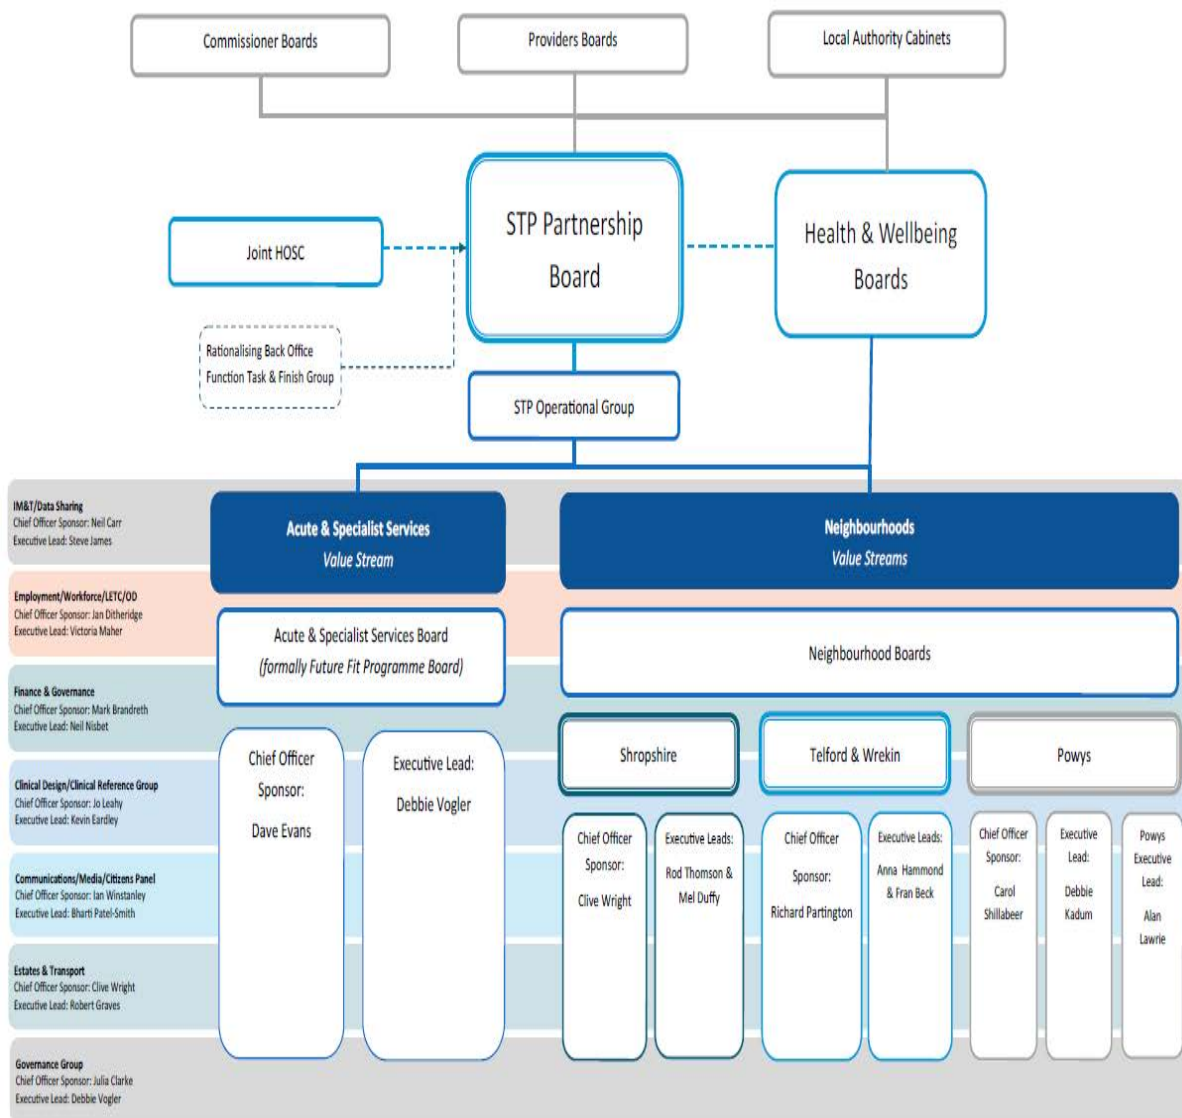 Commissioner Boards
Providers Boards
Local Authority Cabinets
STP Partnership
Board
Health & Wellbeing
Boards
Joint HOSC
Rationalising Back Office
Function Task & Finish Group
STP Operational Group
IM&T/Data Sharing
Chief Officer Sponsor: Neil Carr
Executive Lead: Steve James
Employment/Workforce/LETC/OD
Chief Officer Sponsor: Jan Ditheridge
Executive Lead: Victoria Maher
Finance & Governance
Chief Officer Sponsor: Mark Brandreth
Executive Lead: Neil Nisbet
Clinical Design/Clinical Reference Group
Chief Officer Sponsor: Jo Leahy
Executive Lead: Kevin Eardley
Communications/Media/Citizens Panel
Chief Officer Sponsor: Ian Winstanley
Executive Lead: Bharti Patel-Smith
Estates & Transport
Chief Officer Sponsor: Clive Wright
Executive Lead: Robert Graves
Governance Group
Chief Officer Sponsor: Julia Clarke
Executive Lead: Debbie Vogler
Acute & Specialist Services
Value Stream
Acute & Specialist Services Board
(formally Future Fit Programme Board)
Chief Officer
Sponsor:
Dave Evans
Executive Lead:
Debbie Vogler
Neighbourhoods
Value Streams
Neighbourhood Boards
Shropshire
Chief Officer
Sponsor:
Clive Wright
Executive Leads:
Rod Thomson &
Mel Duffy
Telford & Wrekin
Chief Officer
Sponsor:
Richard Partington
Executive Leads:
Anna Hammond
& Fran Beck
Powys
Chief Officer
Sponsor:
Carol
Shillabeer
Executive
Lead:
Debbie
Kadum
Powys
Executive
Lead:
Alan
Lawrie